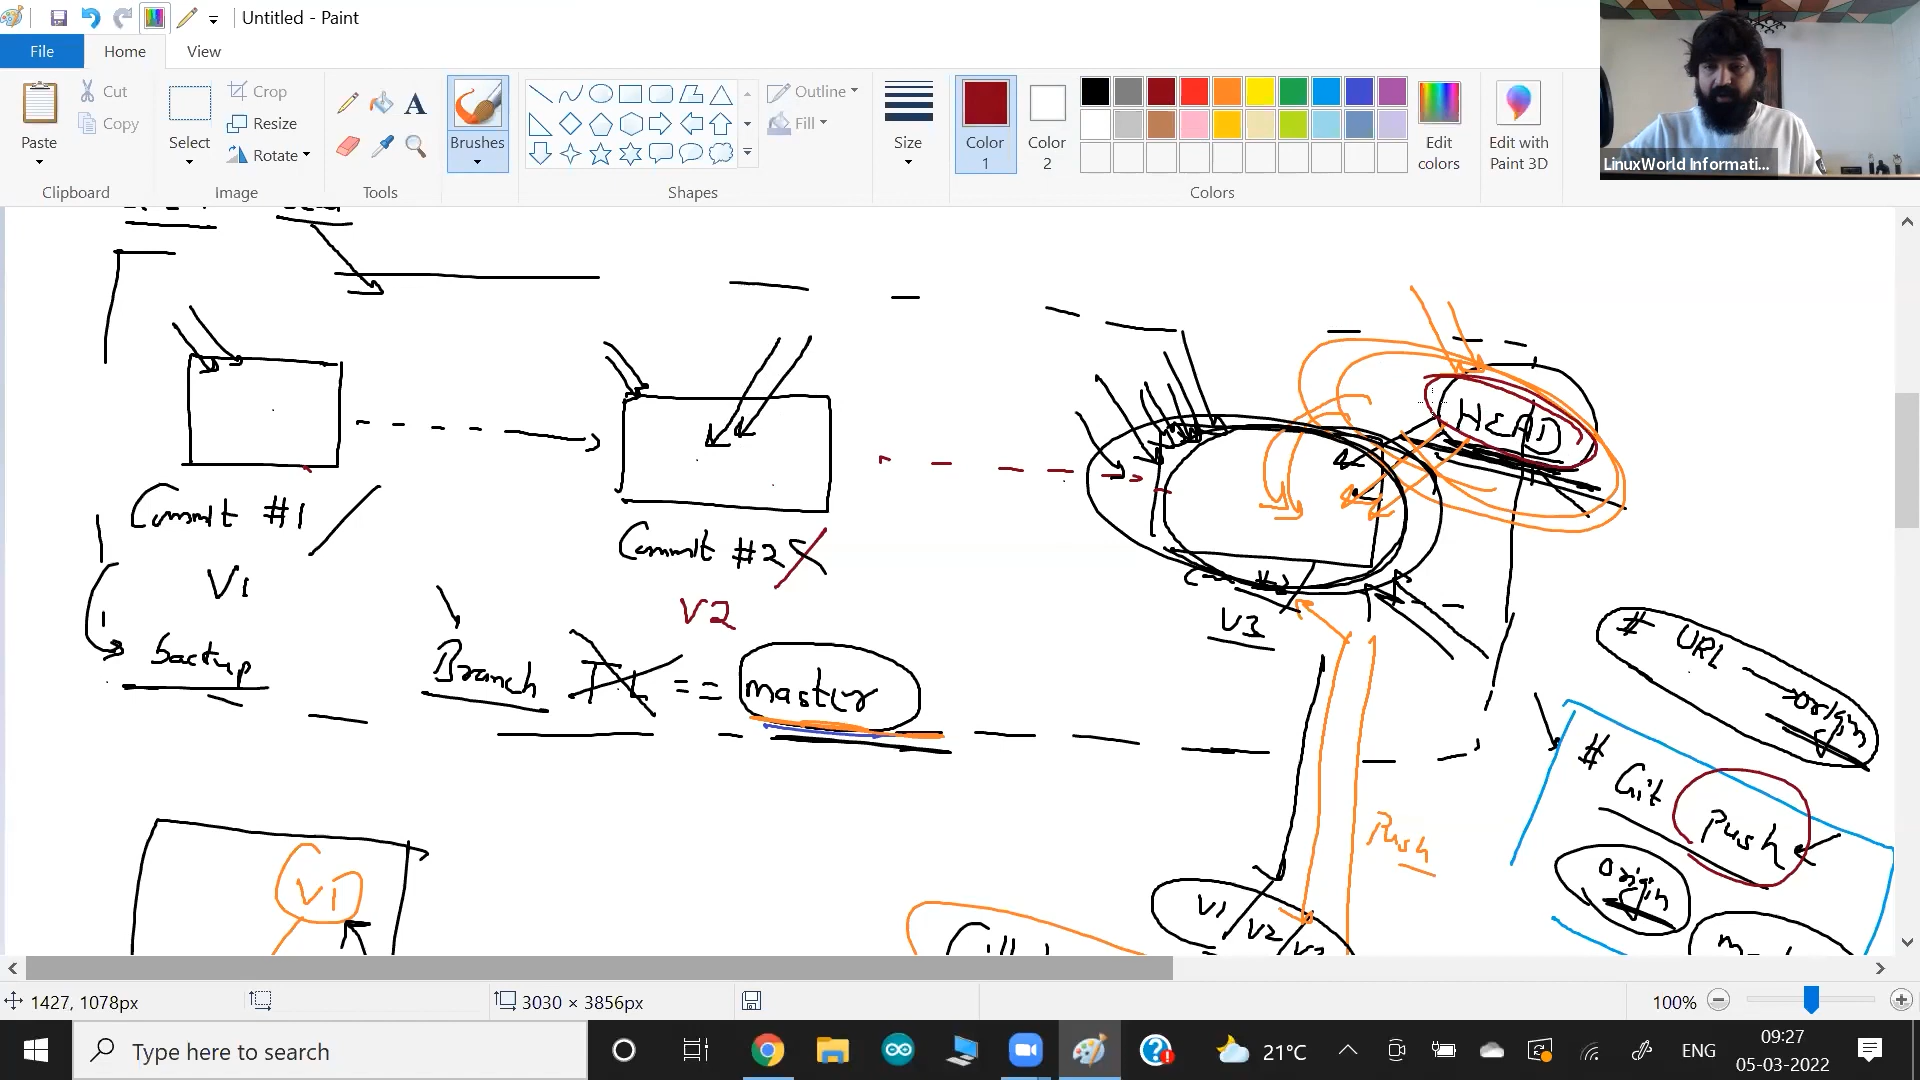 Untitled - Paint
File Home View
Paste
Cut
Copy
Clipboard
Select
Crop
Resize
Rotate
Image
Tools
Brushes
Shapes
Outline
Fill
Size
Color 1
Color 2
Colors
Edit colors
Edit with Paint 3D
LinuxWorld Informati...
HEAD
Commit #1
V1
backup
Commit #2
V2
V3
Branch == master
# URL origin
# Git Push
origin
Push
V1
V1 V2 V3
1427, 1078px
3030 × 3856px
100%
Type here to search
21°C
ENG
09:27
05-03-2022